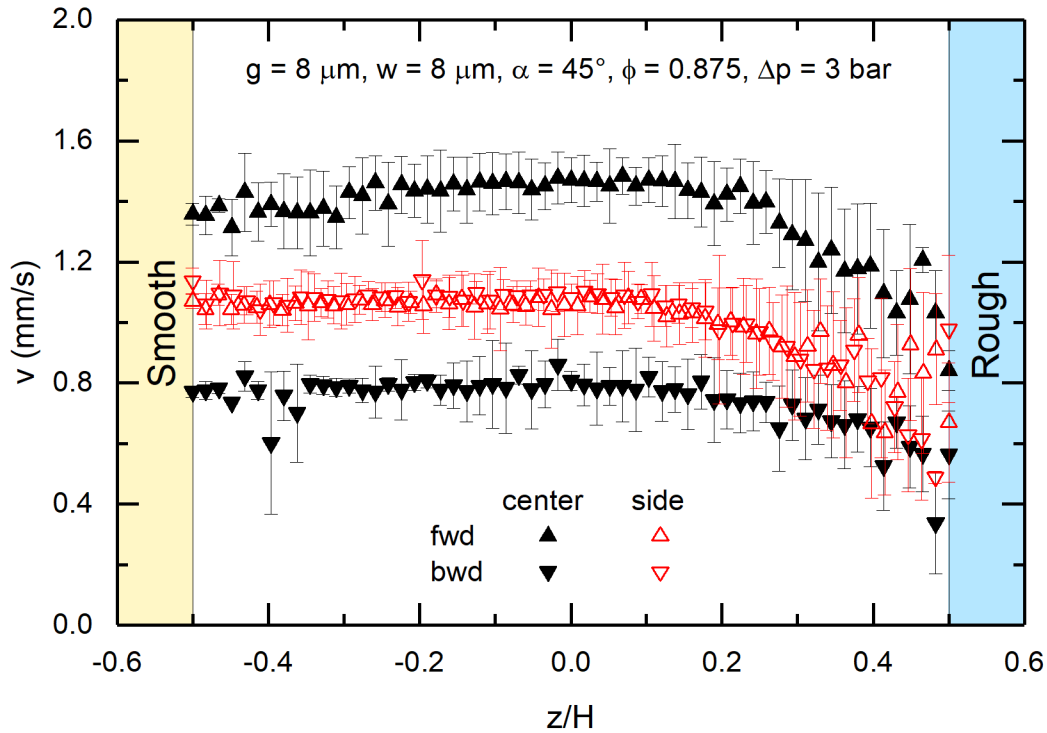 2.0
1.6
1.2
0.8
0.4
0.0
v (mm/s)
g = 8 μm, w = 8 μm, α = 45°, ϕ = 0.875, Δp = 3 bar
Smooth
Rough
center side
fwd
bwd
-0.6 -0.4 -0.2 0.0 0.2 0.4 0.6
z/H